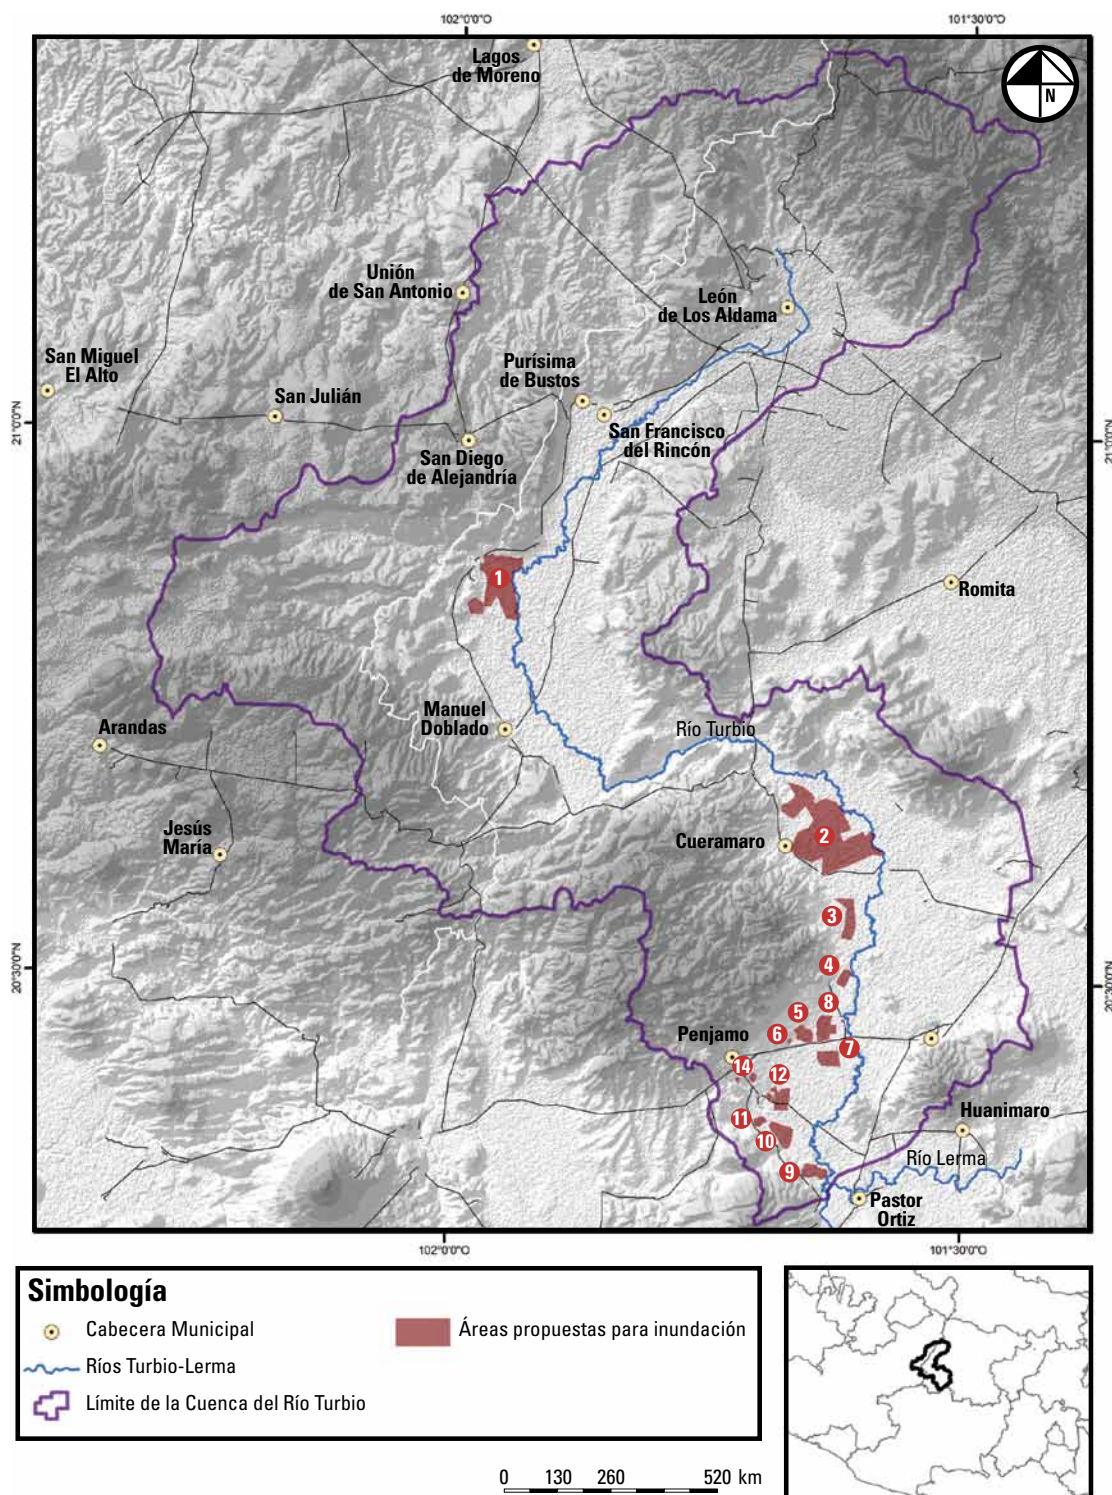 102°0'0"O
101°30'0"O
Lagos
de Moreno
N
Unión
de San Antonio
León
de Los Aldama
San Miguel
El Alto
Purísima
de Bustos
San Julián
21°0'0"N
21°0'0"N
San Francisco
del Rincón
San Diego
de Alejandría
1
Romita
Manuel
Doblado
Río Turbio
Arandas
Jesús
María
Cueramaro
2
3
20°30'0"N
4
20°30'0"N
8
5
6
Penjamo
7
14
12
11
Huanimaro
10
Río Lerma
9
Pastor
Ortiz
102°0'0"O
101°30'0"O
Simbología
Cabecera Municipal
Áreas propuestas para inundación
Ríos Turbio-Lerma
Límite de la Cuenca del Río Turbio
0 130 260 520 km